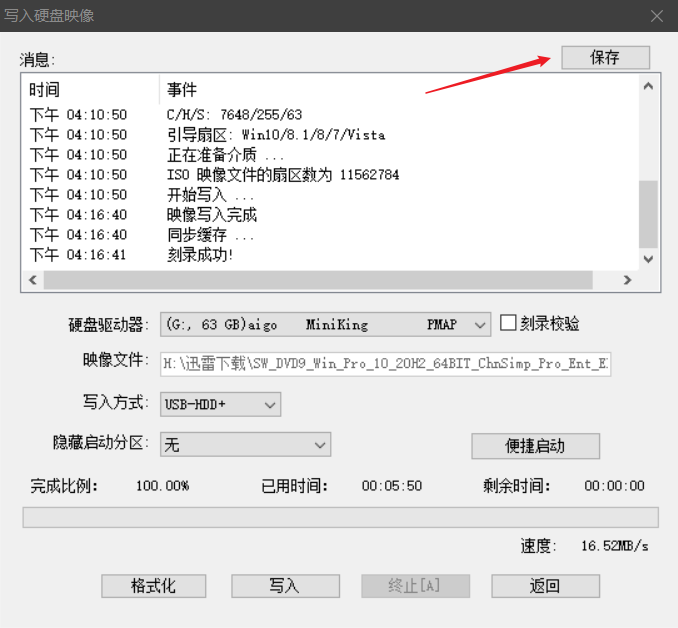 写入硬盘映像
消息:
保存
时间 事件
下午 04:10:50 C/H/S: 7648/255/63
下午 04:10:50 引导扇区: Win10/8.1/8/7/Vista
下午 04:10:50 正在准备介质 ...
下午 04:10:50 ISO 映像文件的扇区数为 11562784
下午 04:10:50 开始写入 ...
下午 04:16:40 映像写入完成
下午 04:16:40 同步缓存 ...
下午 04:16:41 刻录成功!
硬盘驱动器: (G:, 63 GB)aigo MiniKing PMAP 刻录校验
映像文件: H:\迅雷下载\SW_DVD9_Win_Pro_10_20H2_64BIT_ChnSimp_Pro_Ent_E
写入方式: USB-HDD+
隐藏启动分区: 无 便捷启动
完成比例: 100.00% 已用时间: 00:05:50 剩余时间: 00:00:00
速度: 16.52MB/s
格式化 写入 终止[A] 返回